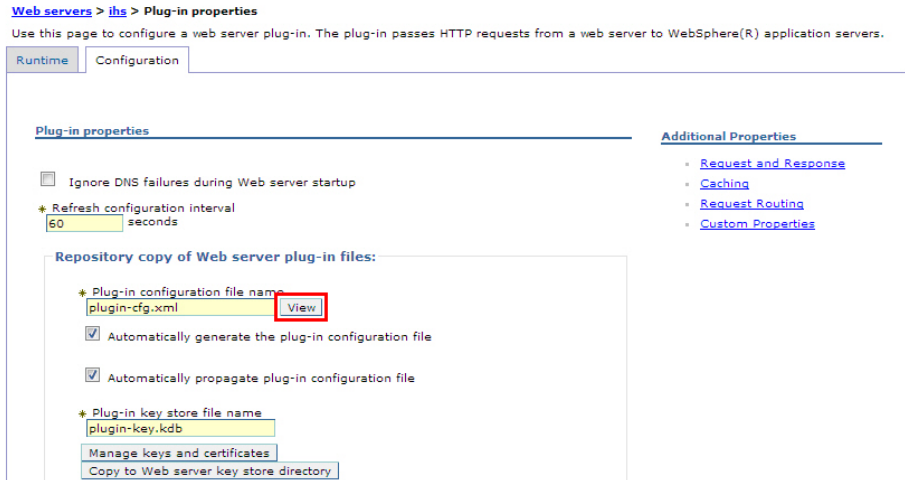 Web servers > ihs > Plug-in properties
Use this page to configure a web server plug-in. The plug-in passes HTTP requests from a web server to WebSphere(R) application servers.
Runtime
Configuration
Plug-in properties
Ignore DNS failures during Web server startup
* Refresh configuration interval
60 seconds
Repository copy of Web server plug-in files:
* Plug-in configuration file name
plugin-cfg.xml View
Automatically generate the plug-in configuration file
Automatically propagate plug-in configuration file
* Plug-in key store file name
plugin-key.kdb
Manage keys and certificates
Copy to Web server key store directory
Additional Properties
Request and Response
Caching
Request Routing
Custom Properties